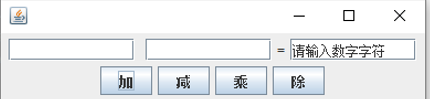 = 请输入数字字符
加 减 乘 除